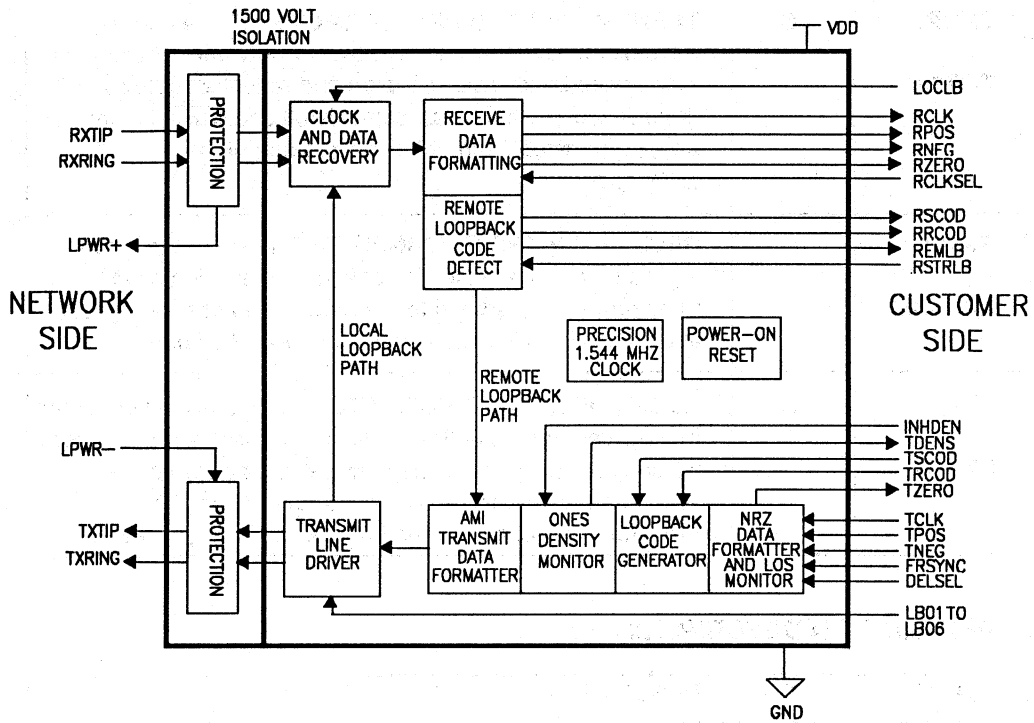 1500 VOLT
ISOLATION
VDD
LOCLB
PROTECTION
CLOCK
AND DATA
RECOVERY
RECEIVE
DATA
FORMATTING
RXTIP
RXRING
RCLK
RPOS
RNFG
RZERO
RCLKSEL
REMOTE
LOOPBACK
CODE
DETECT
RSCOD
RRCOD
REMLB
RSTRLB
LPWR+
NETWORK
SIDE
CUSTOMER
SIDE
LOCAL
LOOPBACK
PATH
REMOTE
LOOPBACK
PATH
PRECISION
1.544 MHZ
CLOCK
POWER-ON
RESET
LPWR-
INHDEN
TDENS
TSCOD
TRCOD
TZERO
PROTECTION
TXTIP
TXRING
TRANSMIT
LINE
DRIVER
AMI
TRANSMIT
DATA
FORMATTER
ONES
DENSITY
MONITOR
LOOPBACK
CODE
GENERATOR
NRZ
DATA
FORMATTER
AND LOS
MONITOR
TCLK
TPOS
TNEG
FRSYNC
DELSEL
LB01 TO
LB06
GND